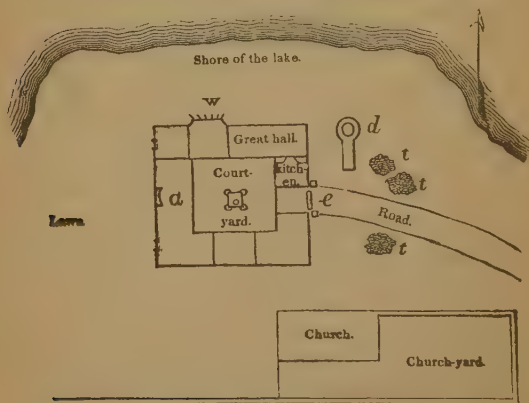 Shore of the lake.
w
Great hall.
d
t
kitch-
en.
Court-
a
yard.
t
e
a
a
Road.
Lawn
t
Church.
Church-yard.